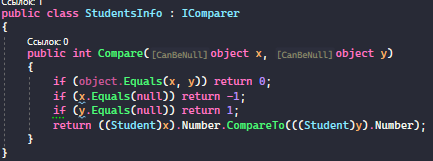 Ссылок: 1
public class StudentsInfo : IComparer
{
Ссылок: 0
public int Compare([CanBeNull]object x, [CanBeNull]object y)
{
if (object.Equals(x, y)) return 0;
if (x.Equals(null)) return -1;
if (y.Equals(null)) return 1;
return ((Student)x).Number.CompareTo(((Student)y).Number);
}
}